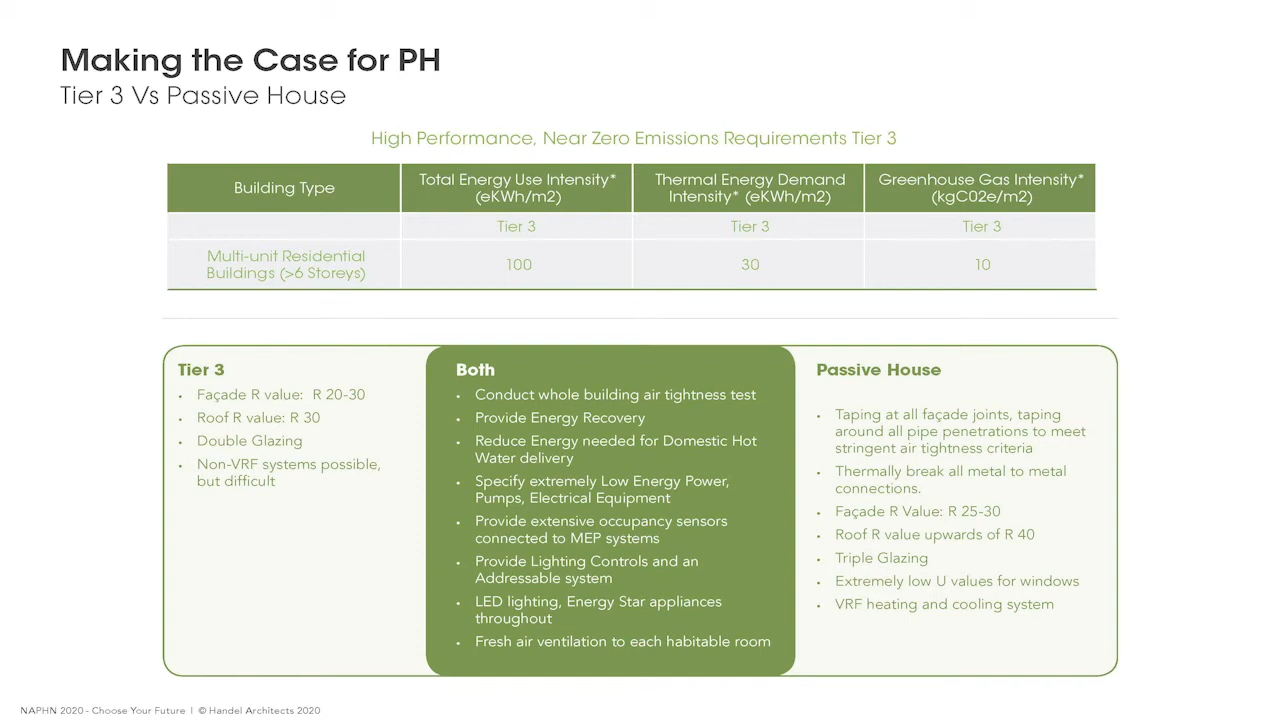 Making the Case for PH
Tier 3 Vs Passive House
High Performance, Near Zero Emissions Requirements Tier 3
Building Type
Total Energy Use Intensity*
(eKWh/m2)
Thermal Energy Demand
Intensity* (eKWh/m2)
Greenhouse Gas Intensity*
(kgC02e/m2)
Tier 3
Tier 3
Tier 3
Multi-unit Residential
Buildings (>6 Storeys)
100
30
10
Tier 3
• Façade R value: R 20-30
• Roof R value: R 30
• Double Glazing
• Non-VRF systems possible,
but difficult
Both
• Conduct whole building air tightness test
• Provide Energy Recovery
• Reduce Energy needed for Domestic Hot
Water delivery
• Specify extremely Low Energy Power,
Pumps, Electrical Equipment
• Provide extensive occupancy sensors
connected to MEP systems
• Provide Lighting Controls and an
Addressable system
• LED lighting, Energy Star appliances
throughout
• Fresh air ventilation to each habitable room
Passive House
• Taping at all façade joints, taping
around all pipe penetrations to meet
stringent air tightness criteria
• Thermally break all metal to metal
connections.
• Façade R Value: R 25-30
• Roof R value upwards of R 40
• Triple Glazing
• Extremely low U values for windows
• VRF heating and cooling system
NAPHN 2020 - Choose Your Future | © Handel Architects 2020